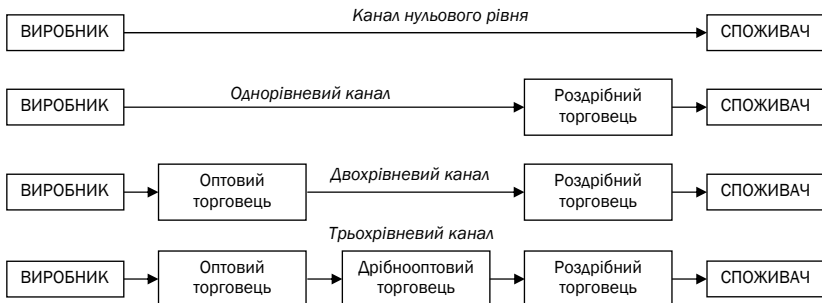 Канал нульового рівня
ВИРОБНИК СПОЖИВАЧ
Однорівневий канал
ВИРОБНИК Роздрібний торговець СПОЖИВАЧ
Двохрівневий канал
ВИРОБНИК Оптовий торговець Роздрібний торговець СПОЖИВАЧ
Трьохрівневий канал
ВИРОБНИК Оптовий торговець Дрібнооптовий торговець Роздрібний торговець СПОЖИВАЧ